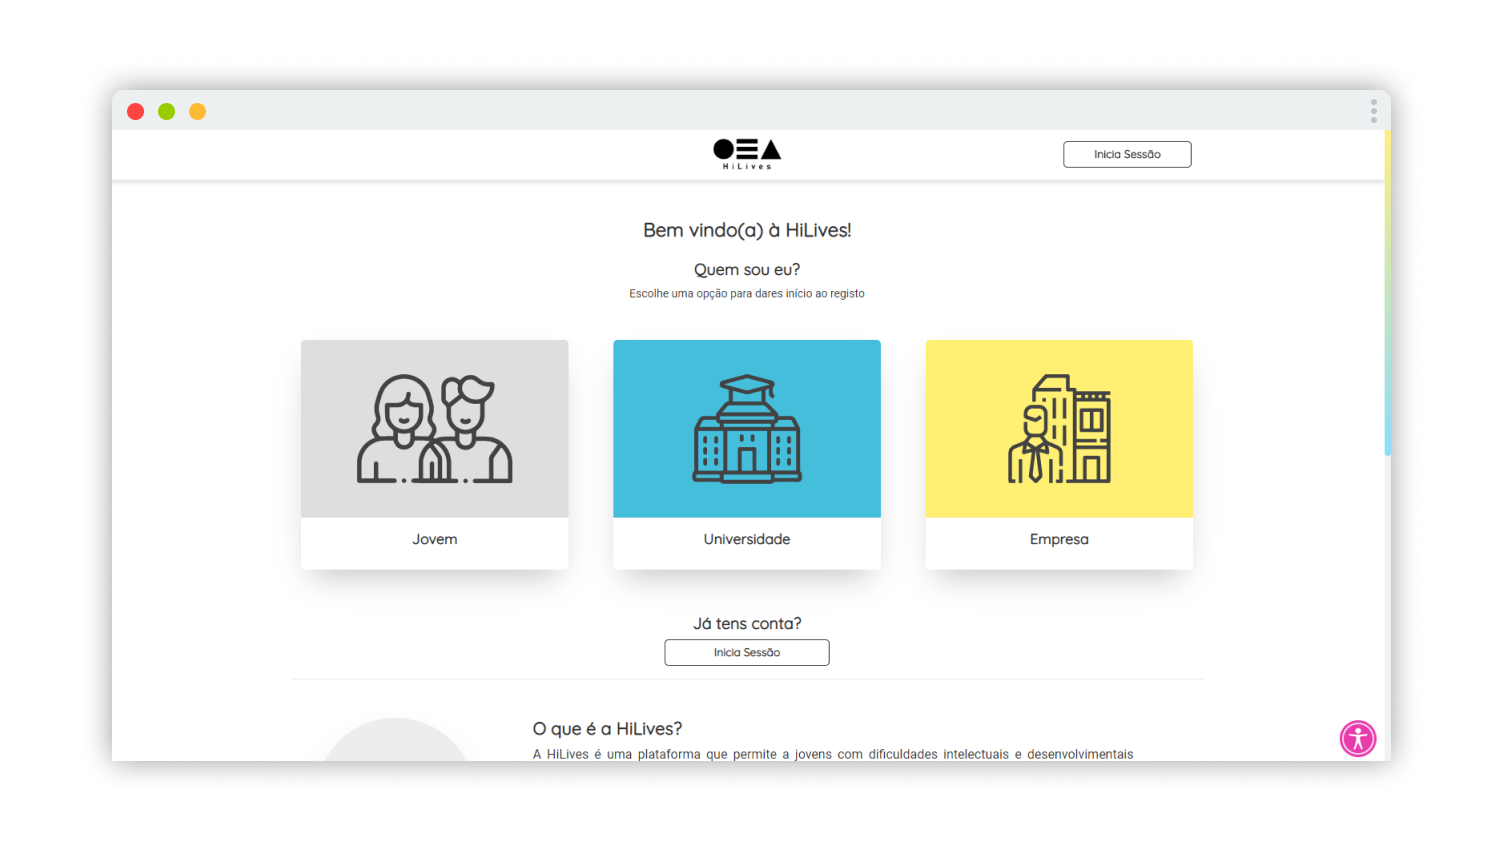 HiLives
Inicia Sessão
Bem vindo(a) à HiLives!
Quem sou eu?
Escolhe uma opção para dares início ao registo
Jovem
Universidade
Empresa
Já tens conta?
Inicia Sessão
O que é a HiLives?
A HiLives é uma plataforma que permite a jovens com dificuldades intelectuais e desenvolvimentais